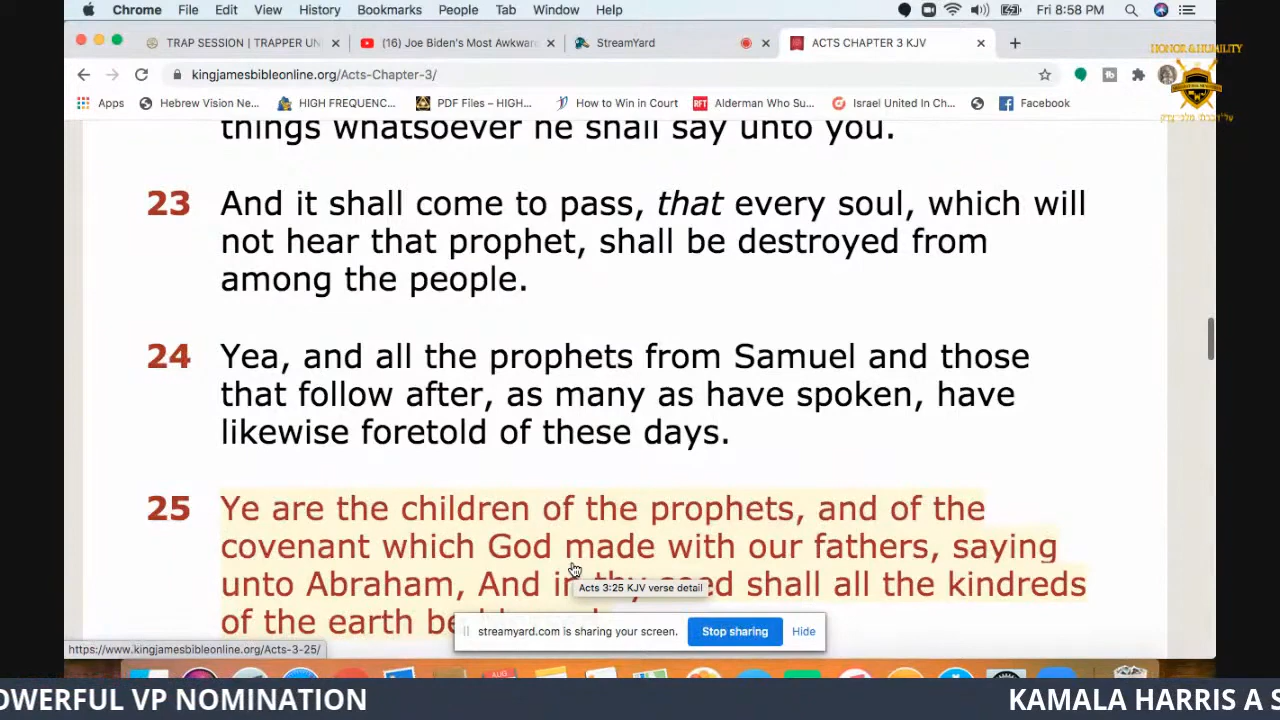 Chrome File Edit View History Bookmarks People Tab Window Help Fri 8:58 PM
TRAP SESSION | TRAPPER UN (16) Joe Biden's Most Awkwar StreamYard ACTS CHAPTER 3 KJV
HONOR & HUMILITY
kingjamesbibleonline.org/Acts-Chapter-3/
Apps Hebrew Vision Ne... HIGH FREQUENC... PDF Files – HIGH... How to Win in Court RFT Alderman Who Su... Israel United In Ch... Facebook
things whatsoever he shall say unto you.
23 And it shall come to pass, that every soul, which will
not hear that prophet, shall be destroyed from
among the people.
24 Yea, and all the prophets from Samuel and those
that follow after, as many as have spoken, have
likewise foretold of these days.
25 Ye are the children of the prophets, and of the
covenant which God made with our fathers, saying
unto Abraham, And in thy seed shall all the kindreds
Acts 3:25 KJV verse detail
of the earth be
streamyard.com is sharing your screen. Stop sharing Hide
https://www.kingjamesbibleonline.org/Acts-3-25/
AUG
OWERFUL VP NOMINATION KAMALA HARRIS A S